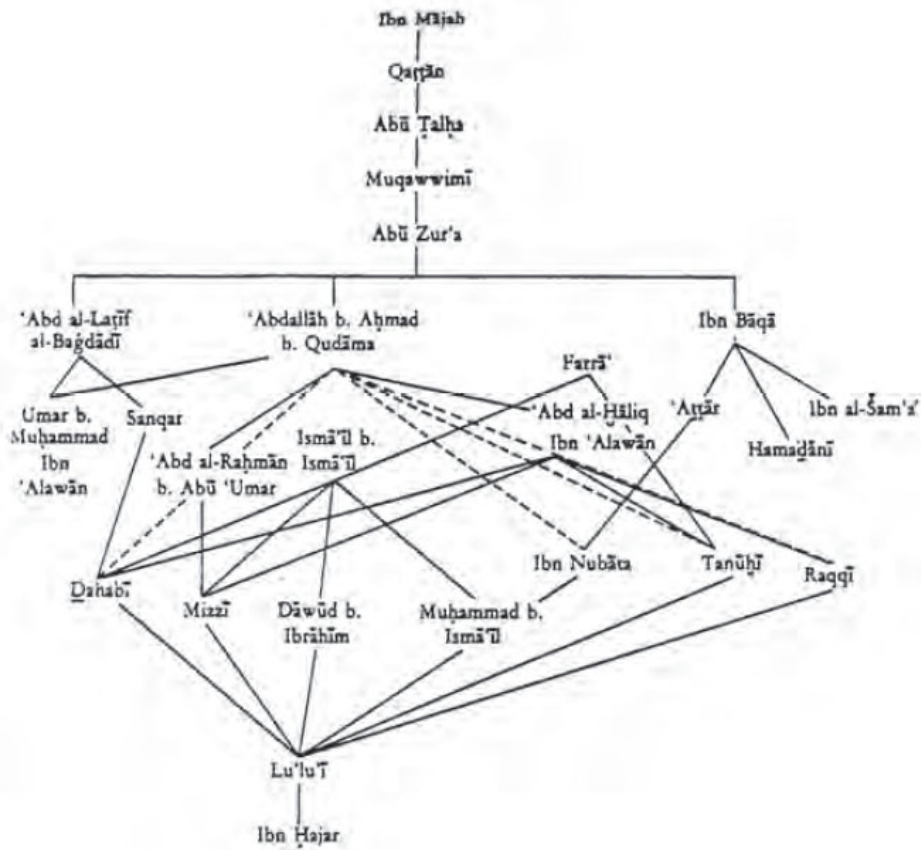 Ibn Mājah
Qaṭṭān
Abū Ṭalḥa
Muqawwimī
Abū Zur'a
'Abd al-Laṭīf
al-Baġdādī
'Abdallāh b. Aḥmad
b. Qudāma
Ibn Bāqā
Farrā'
Umar b.
Muḥammad
Ibn
'Alawān
Sanqar
'Abd al-Raḥmān
b. Abū 'Umar
Ismā'īl b.
Ismā'īl
'Abd al-Ḫāliq
Ibn 'Alawān
'Aṭṭār
Hamaḏānī
Ibn al-Šam'a'
Ḏahabī
Mizzī
Dāwūd b.
Ibrāhīm
Muḥammad b.
Ismā'īl
Ibn Nubāta
Tanūḫī
Raqqī
Lu'lu'ī
Ibn Ḥajar